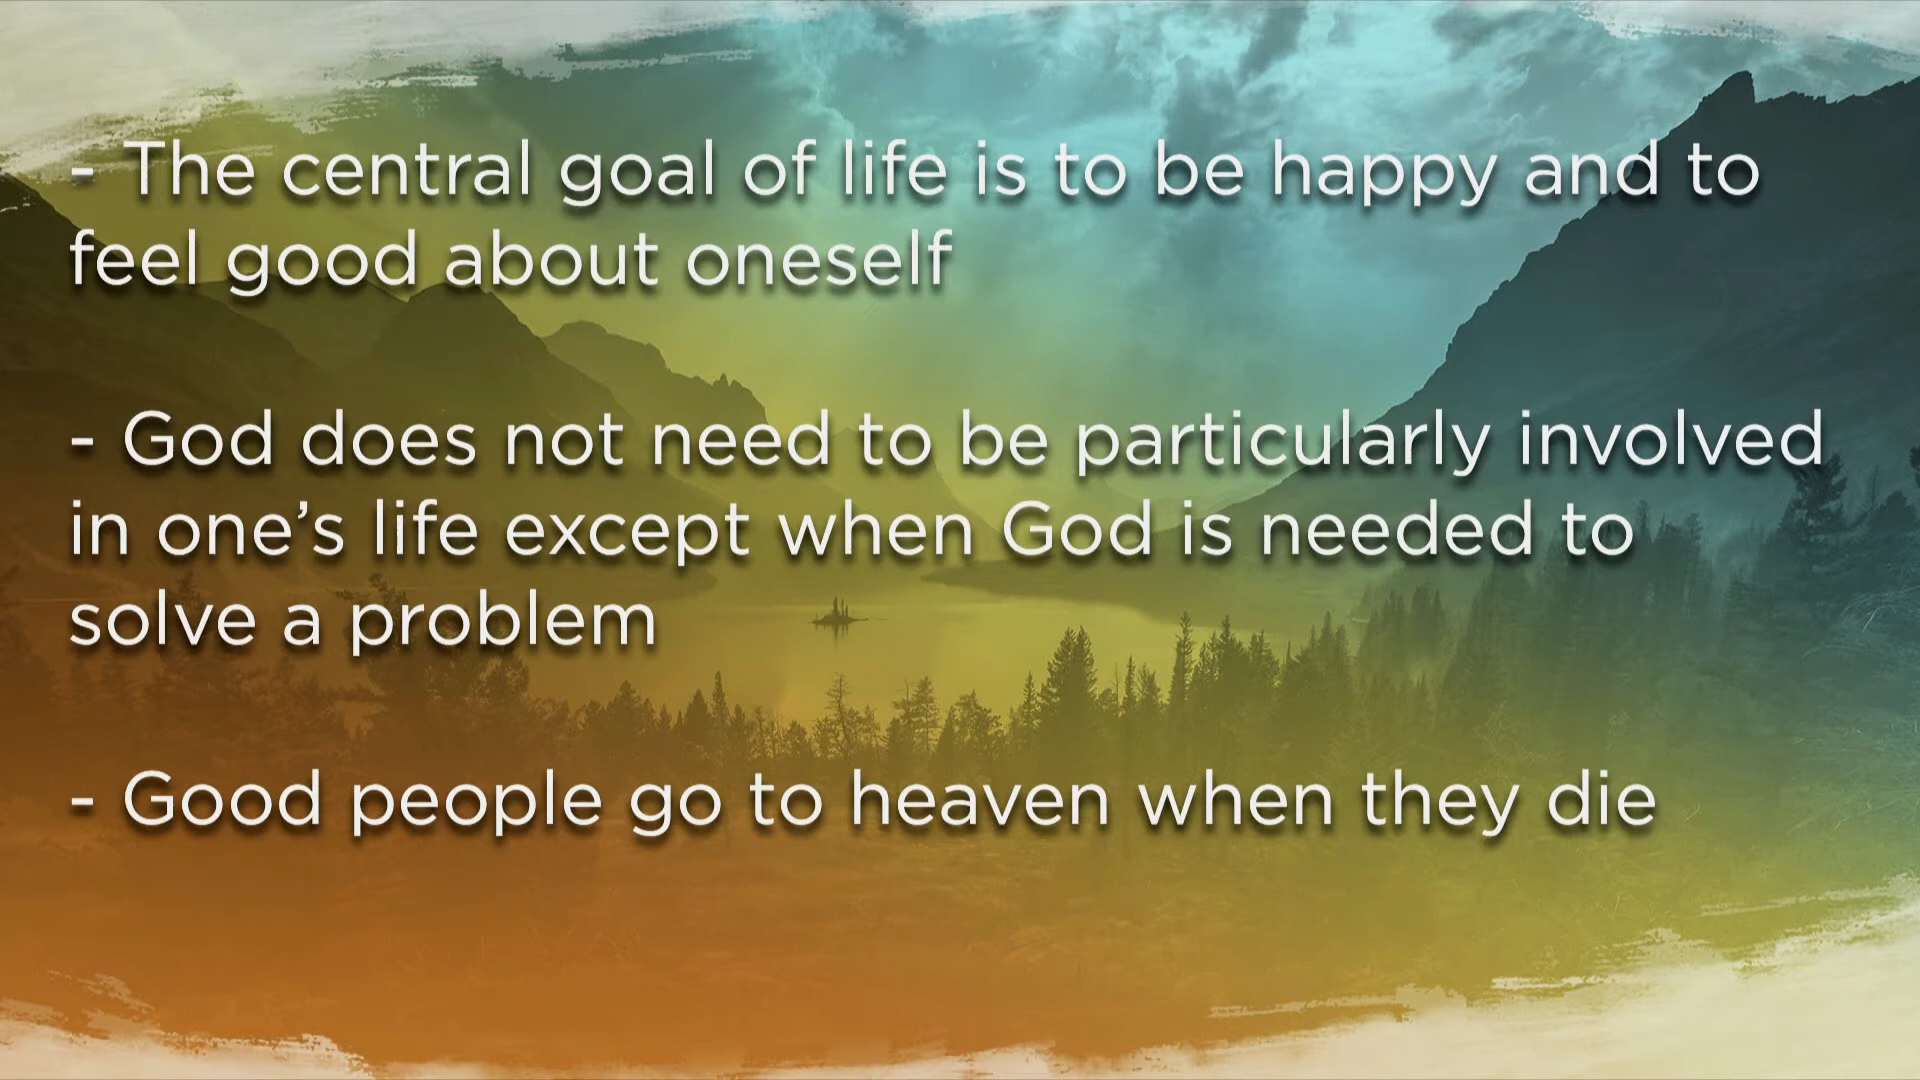 - The central goal of life is to be happy and to
feel good about oneself
- God does not need to be particularly involved
in one’s life except when God is needed to
solve a problem
- Good people go to heaven when they die